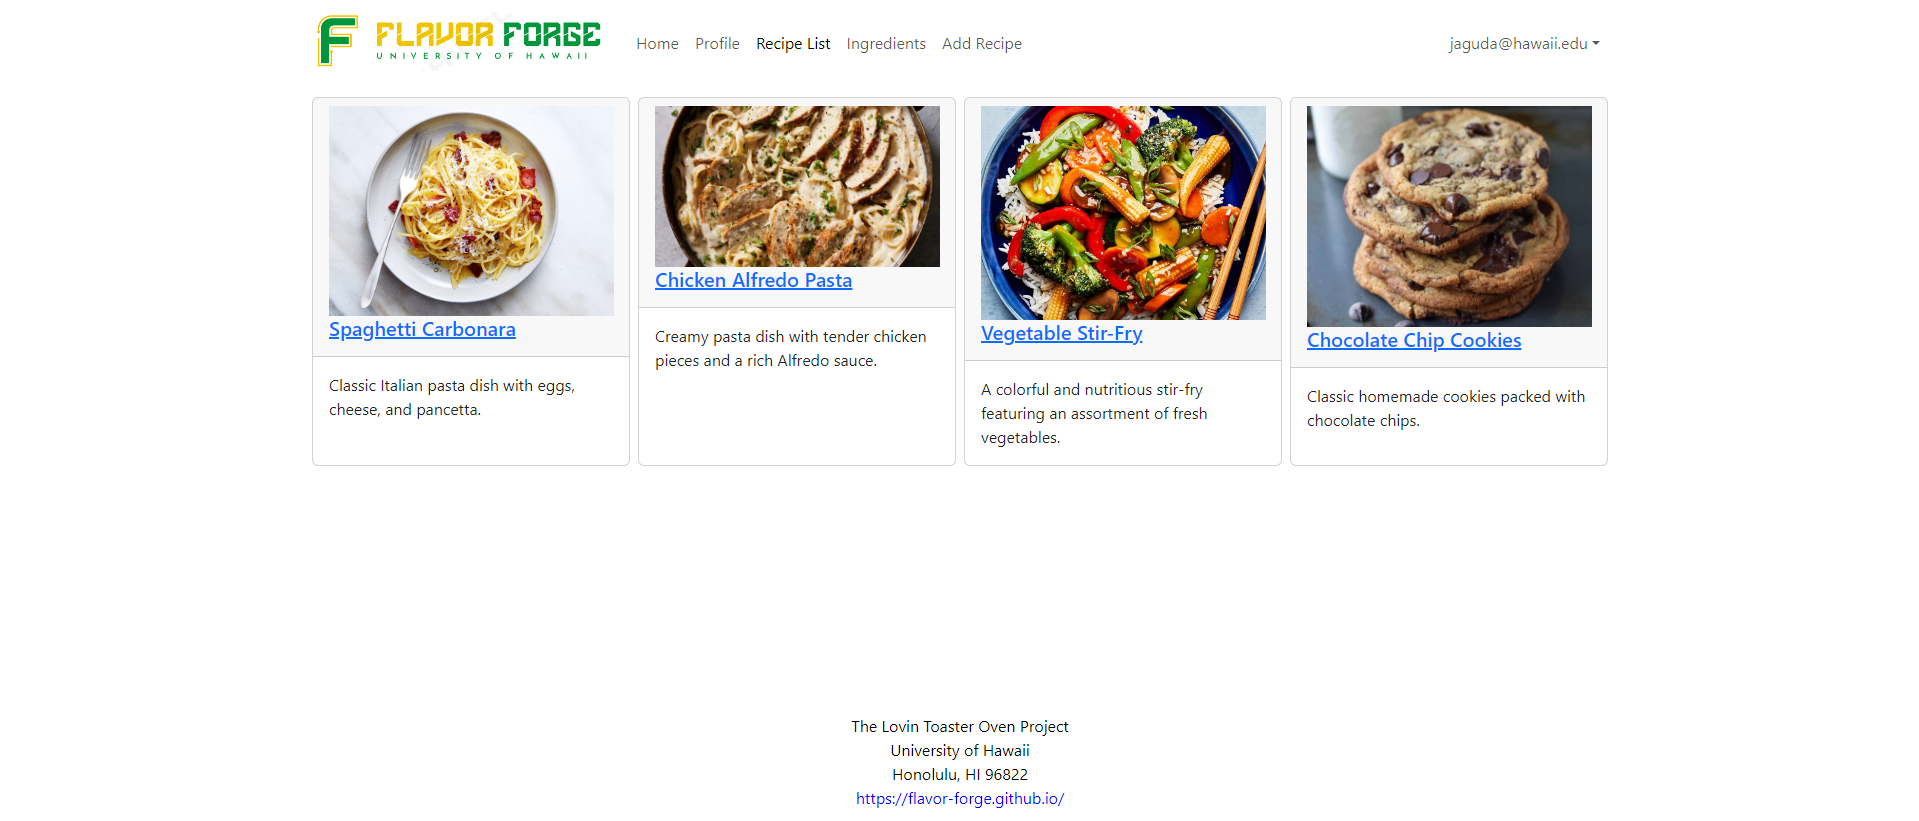 FLAVOR FORGE
UNIVERSITY OF HAWAII
Home Profile Recipe List Ingredients Add Recipe jaguda@hawaii.edu
Spaghetti Carbonara
Classic Italian pasta dish with eggs,
cheese, and pancetta.
Chicken Alfredo Pasta
Creamy pasta dish with tender chicken
pieces and a rich Alfredo sauce.
Vegetable Stir-Fry
A colorful and nutritious stir-fry
featuring an assortment of fresh
vegetables.
Chocolate Chip Cookies
Classic homemade cookies packed with
chocolate chips.
The Lovin Toaster Oven Project
University of Hawaii
Honolulu, HI 96822
https://flavor-forge.github.io/